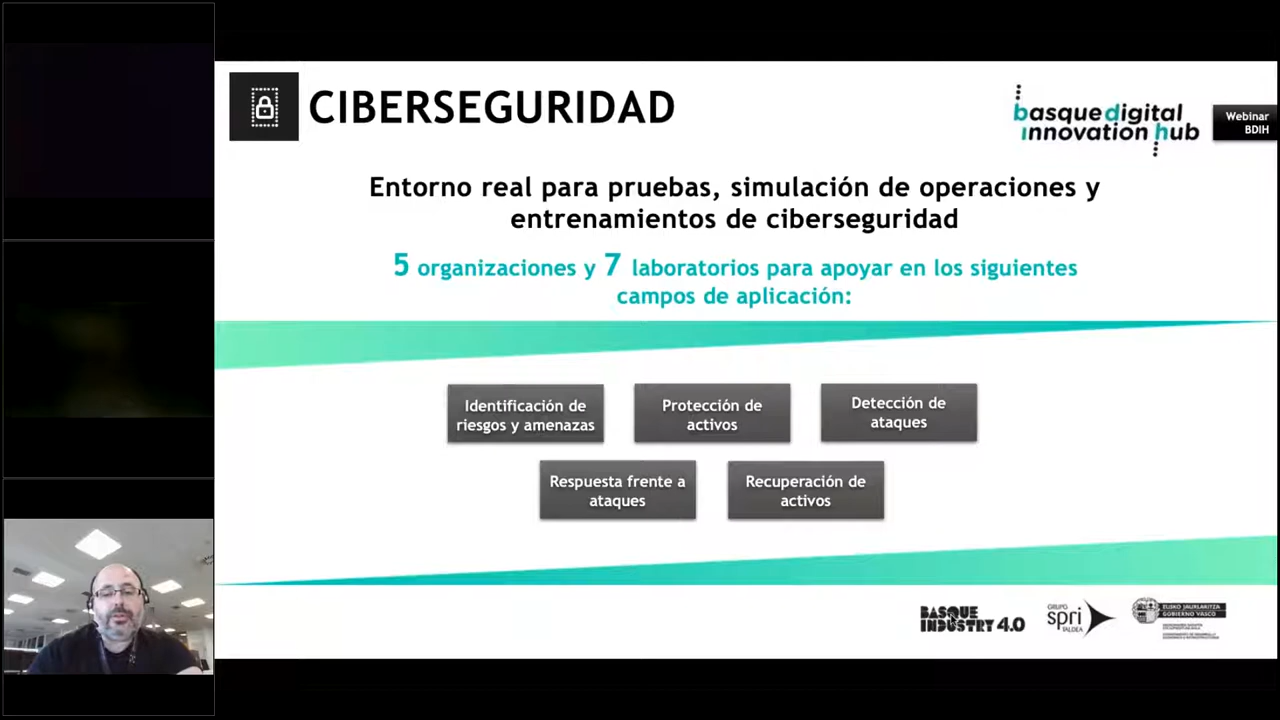 CIBERSEGURIDAD
basque digital
innovation hub
Webinar
BDIH
Entorno real para pruebas, simulación de operaciones y
entrenamientos de ciberseguridad
5 organizaciones y 7 laboratorios para apoyar en los siguientes
campos de aplicación:
Identificación de
riesgos y amenazas
Protección de
activos
Detección de
ataques
Respuesta frente a
ataques
Recuperación de
activos
BASQUE
INDUSTRY 4.0
GRUPO
spri
TALDEA
EUSKO JAURLARITZA
GOBIERNO VASCO